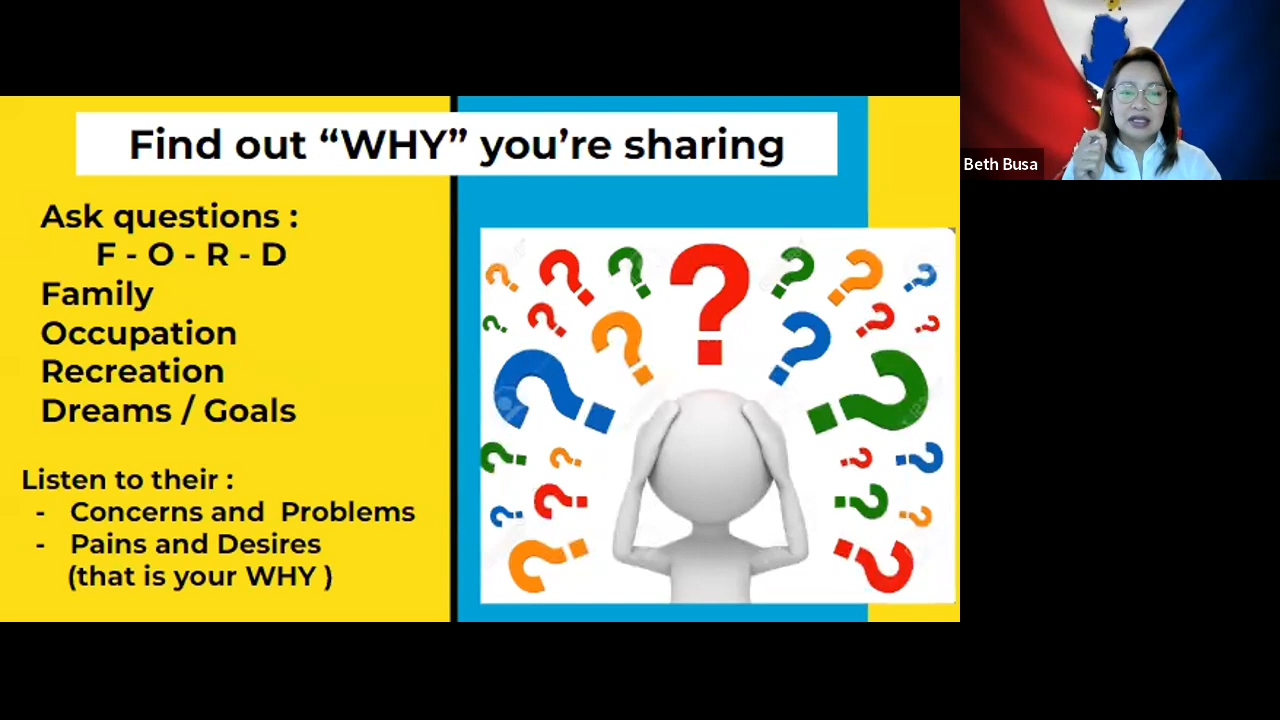 Find out “WHY” you’re sharing
Ask questions :
F - O - R - D
Family
Occupation
Recreation
Dreams / Goals
Listen to their :
- Concerns and Problems
- Pains and Desires
(that is your WHY )
Beth Busa